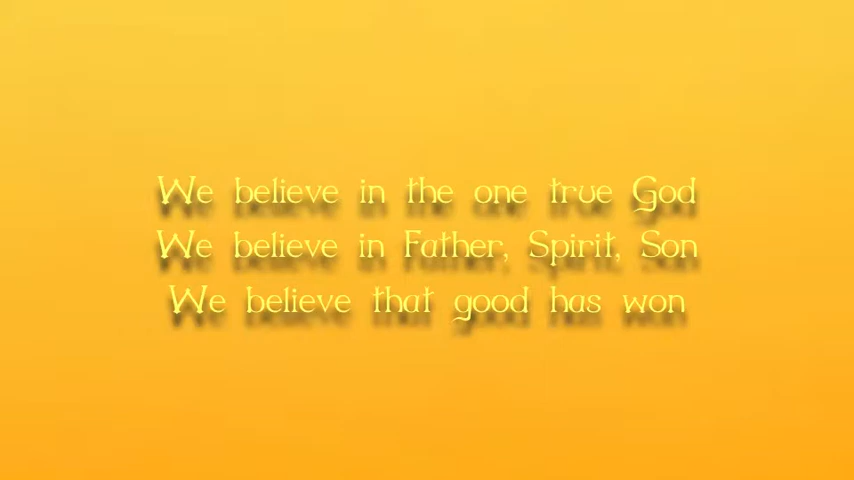 We believe in the one true God
We believe in Father, Spirit, Son
We believe that good has won